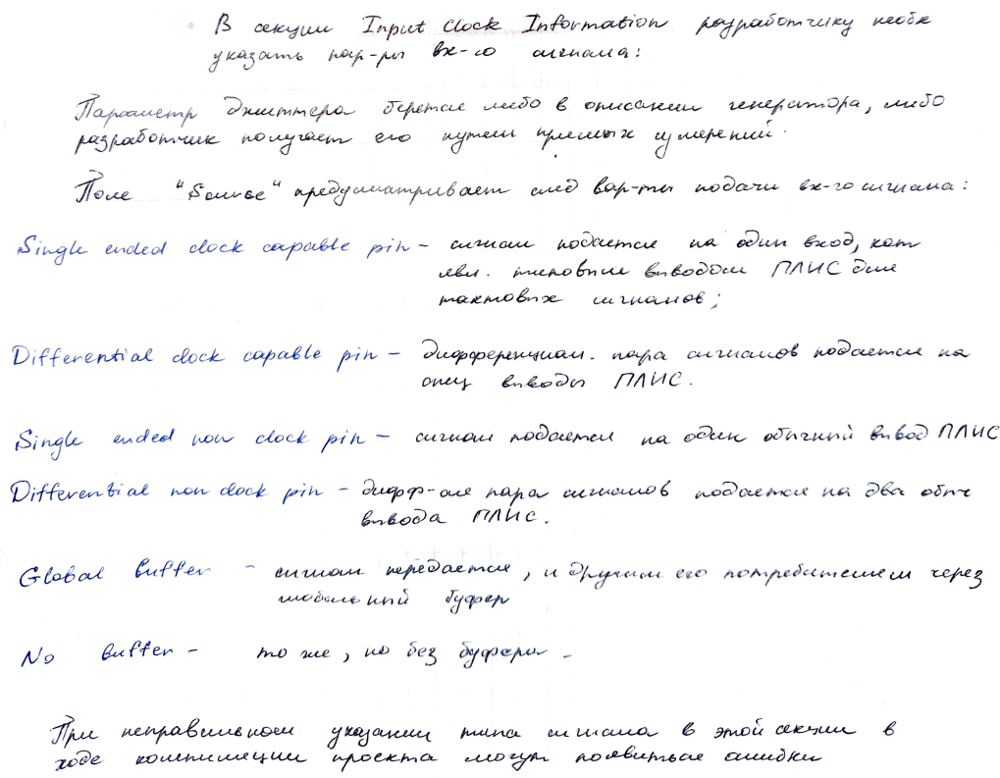 В секции Input Clock Information разработчику необх
указать пар-ры вх-го сигнала:
Параметр джиттера берется либо в описании генератора, либо
разработчик получает его путем прямых измерений.
Поле "Source" предусматривает след вар-ты подачи вх-го сигнала:
Single ended clock capable pin - сигнал подается на один вход, кот
явл. типовым выводом ПЛИС для
тактовых сигналов;
Differential clock capable pin - дифференциал. пара сигналов подается на
спец выводы ПЛИС.
Single ended non clock pin - сигнал подается на один обычный вывод ПЛИС
Differential non clock pin - дифф-ая пара сигналов подается на два обыч
вывода ПЛИС.
Global buffer - сигнал передается, и другим его потребителем через
глобальный буфер
No buffer - то же, но без буфера -
При неправильном указании типа сигнала в этой секции в
ходе компиляции проекта могут появиться ошибки